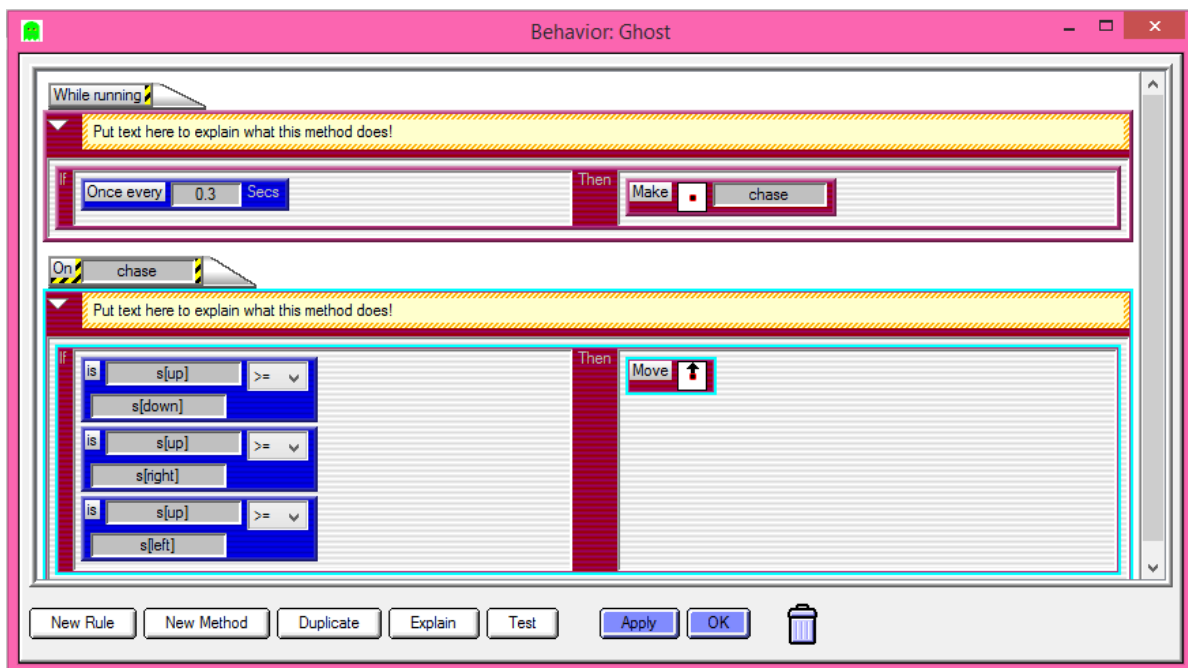 Behavior: Ghost
While running
Put text here to explain what this method does!
If
Once every 0.3 Secs
Then
Make chase
On chase
Put text here to explain what this method does!
If
is s[up] >=
s[down]
is s[up] >=
s[right]
is s[up] >=
s[left]
Then
Move
New Rule New Method Duplicate Explain Test Apply OK